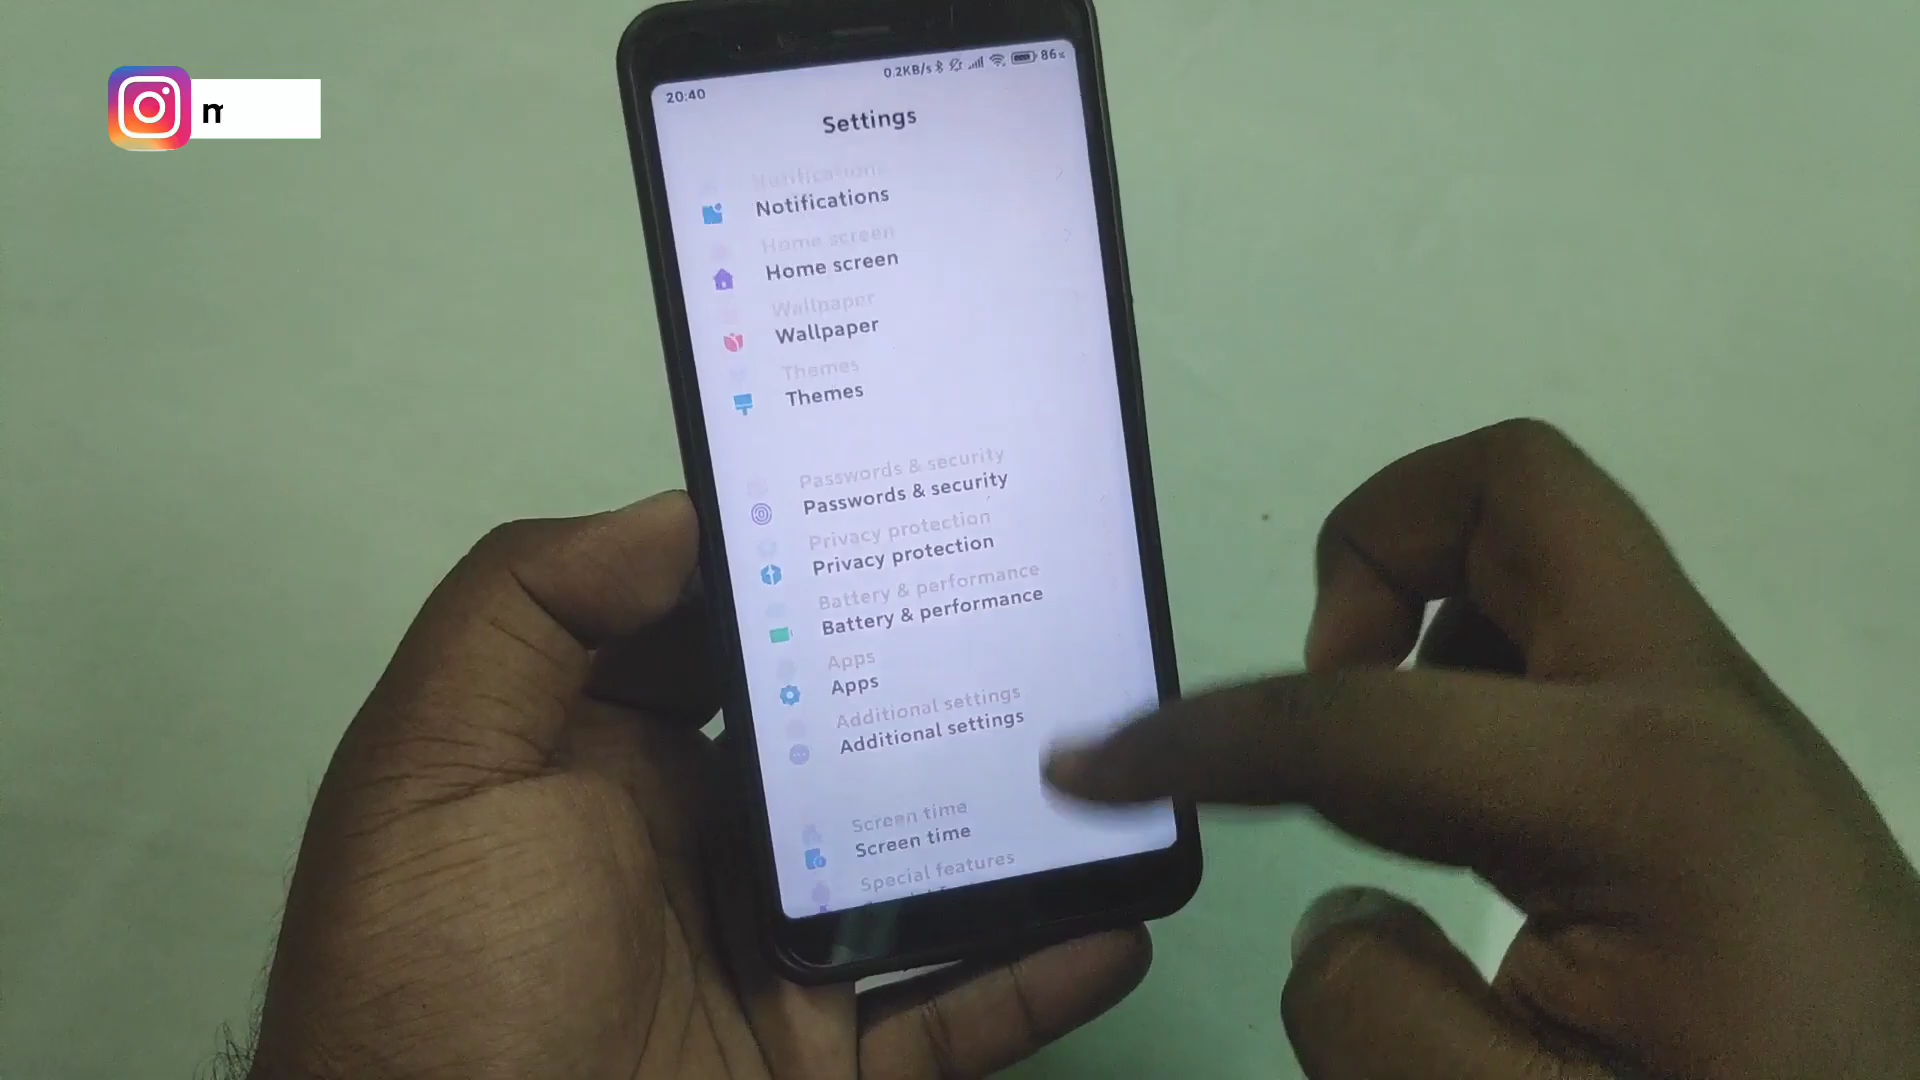 m
20:40
0.2KB/s 86%
Settings
Notifications
Notifications
Home screen
Home screen
Wallpaper
Wallpaper
Themes
Themes
Passwords & security
Passwords & security
Privacy protection
Privacy protection
Battery & performance
Battery & performance
Apps
Apps
Additional settings
Additional settings
Screen time
Screen time
Special features